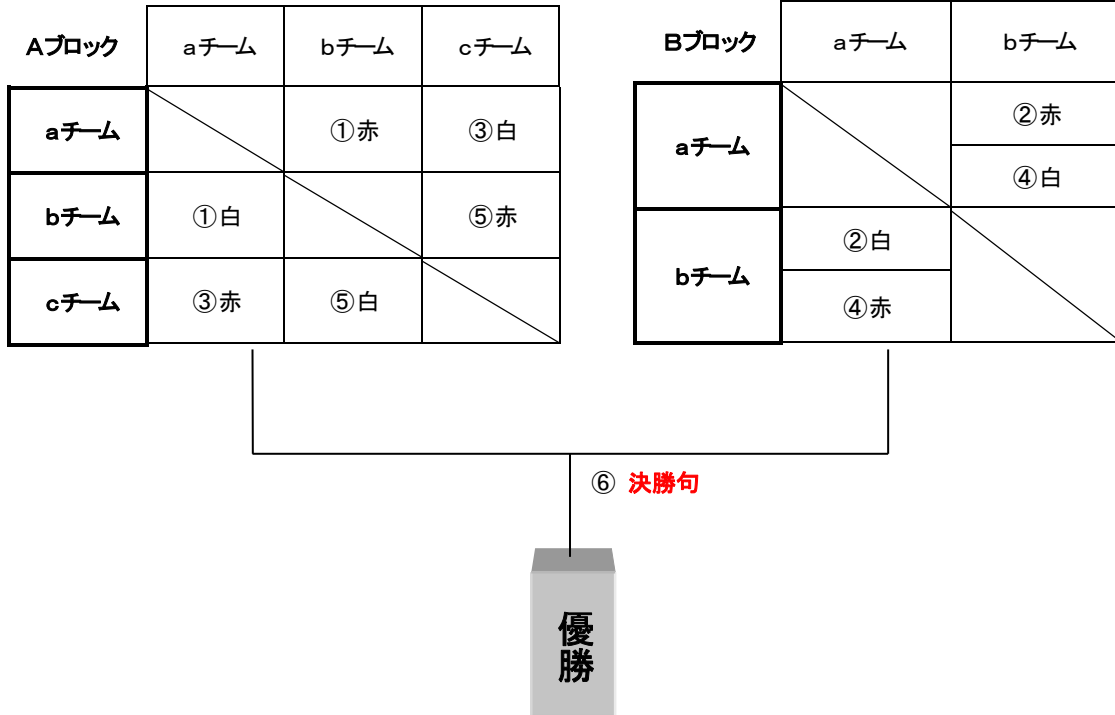 Aブロック aチーム bチーム cチーム
aチーム ①赤 ③白
bチーム ①白 ⑤赤
cチーム ③赤 ⑤白
Bブロック aチーム bチーム
aチーム ②赤
④白
bチーム ②白
④赤
⑥ 決勝句
優勝